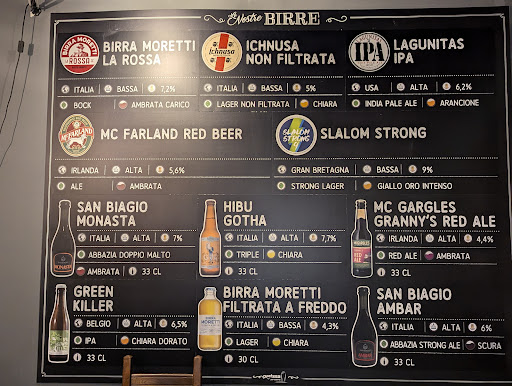 Le Nostre BIRRE
BIRRA MORETTI
LA ROSSA
ITALIA | BASSA | 7,2%
BOCK | AMBRATA CARICO
ICHNUSA
NON FILTRATA
ITALIA | BASSA | 5%
LAGER NON FILTRATA | CHIARA
LAGUNITAS
IPA
USA | ALTA | 6,2%
INDIA PALE ALE | ARANCIONE
MC FARLAND RED BEER
IRLANDA | ALTA | 5,6%
ALE | AMBRATA
SLALOM STRONG
GRAN BRETAGNA | BASSA | 9%
STRONG LAGER | GIALLO ORO INTENSO
SAN BIAGIO
MONASTA
ITALIA | ALTA | 7%
ABBAZIA DOPPIO MALTO
AMBRATA | 33 CL
HIBU
GOTHA
ITALIA | ALTA | 7,7%
TRIPLE | CHIARA
33 CL
MC GARGLES
GRANNY'S RED ALE
IRLANDA | ALTA | 4,4%
RED ALE | AMBRATA
33 CL
GREEN
KILLER
BELGIO | ALTA | 6,5%
IPA | CHIARA DORATO
33 CL
BIRRA MORETTI
FILTRATA A FREDDO
ITALIA | BASSA | 4,3%
LAGER | CHIARA
30 CL
SAN BIAGIO
AMBAR
ITALIA | ALTA | 6%
ABBAZIA STRONG ALE | SCURA
33 CL